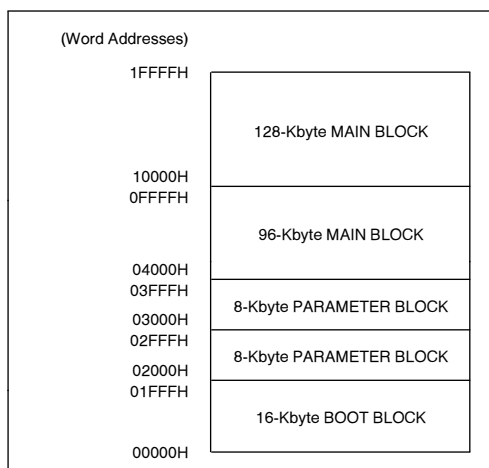 (Word Addresses)
1FFFFH
128-Kbyte MAIN BLOCK
10000H
0FFFFH
96-Kbyte MAIN BLOCK
04000H
03FFFH
8-Kbyte PARAMETER BLOCK
03000H
02FFFH
8-Kbyte PARAMETER BLOCK
02000H
01FFFH
16-Kbyte BOOT BLOCK
00000H